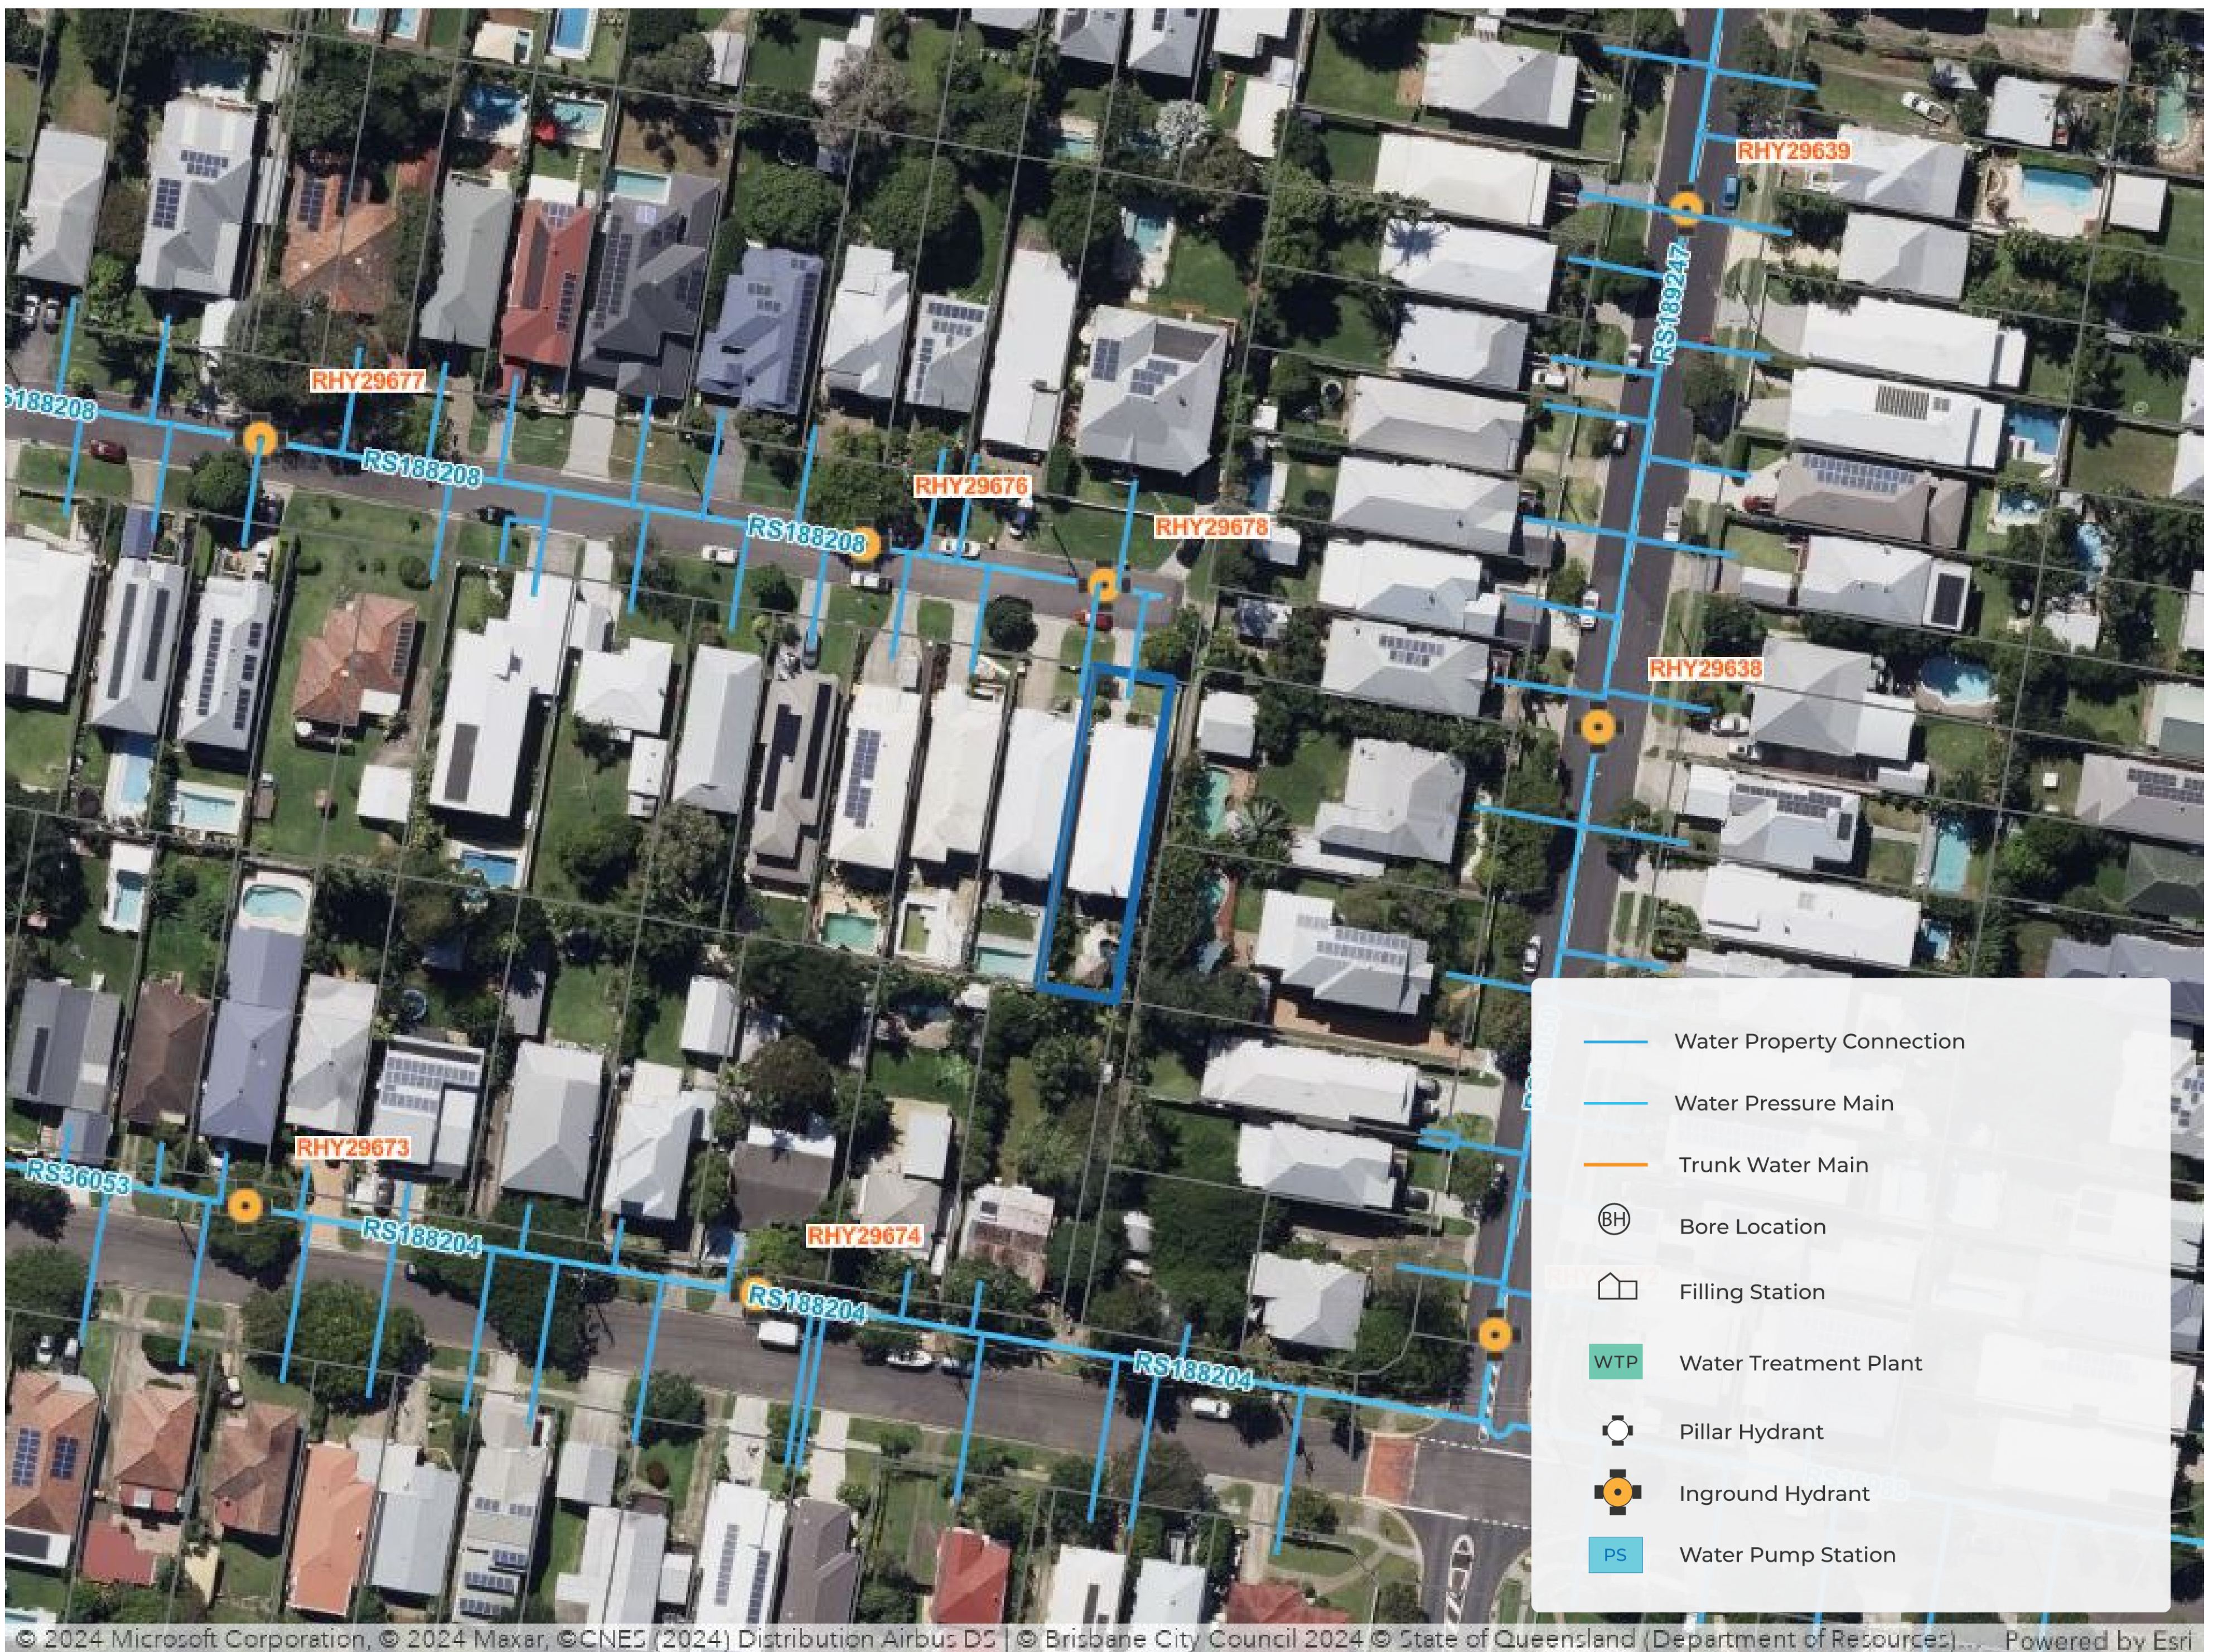 RHY29639
RS189247
RHY29677
S188208
RS188208
RHY29676
RS188208
RHY29678
RHY29638
RHY29673
RS36053
RS188204
RHY29674
RS188204
RS188204
Water Property Connection
Water Pressure Main
Trunk Water Main
BH Bore Location
Filling Station
WTP Water Treatment Plant
Pillar Hydrant
Inground Hydrant
PS Water Pump Station
© 2024 Microsoft Corporation, © 2024 Maxar, ©CNES (2024) Distribution Airbus DS | © Brisbane City Council 2024 © State of Queensland (Department of Resources)... Powered by Esri